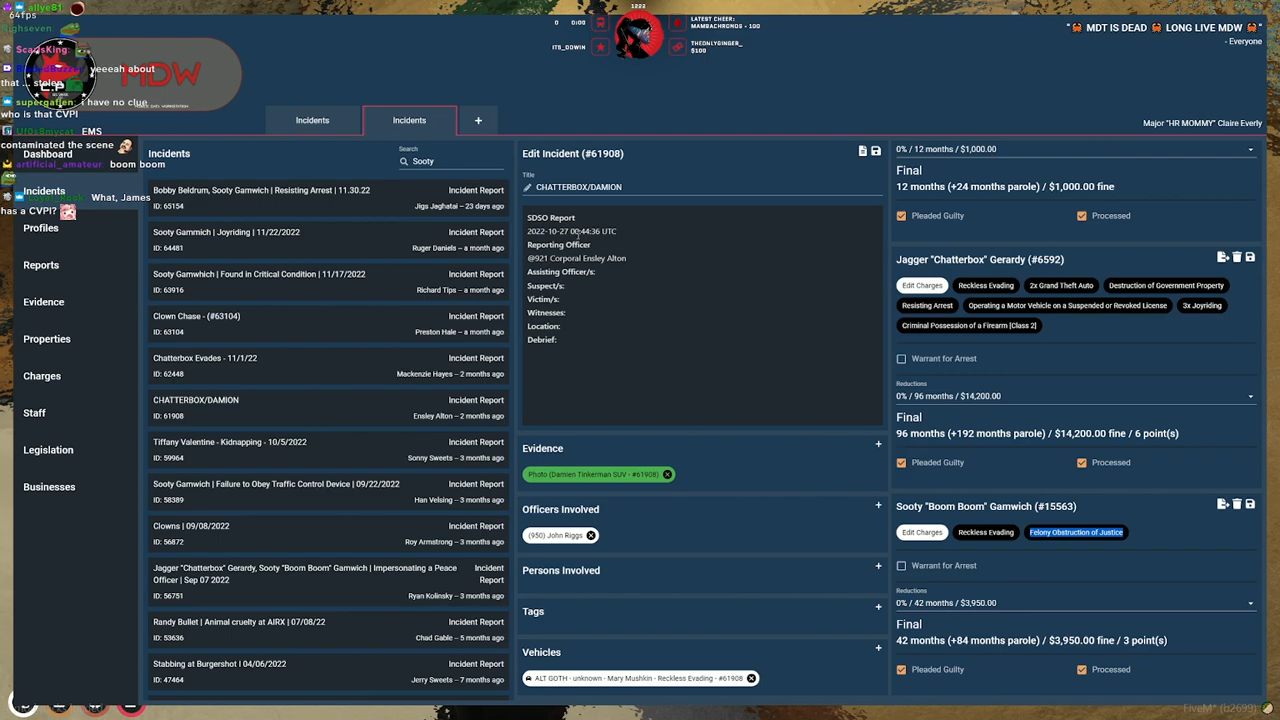 allye81
64fps
Nighseven:
ScadsKing:
yeeeah about
that ... stolen
supergaijen: i have no clue
who is that CVPI
Uf0s8mycat: EMS
contaminated the scene
artificial_amateur: boom boom
What, James
has a CVPI?
MDW
1222
0
0:00
ITS_DDWIN
LATEST CHEER:
MAMBACHRONOS - 100
THEDNLYGINGER_
$100
" MDT IS DEAD LONG LIVE MDW "
- Everyone
Incidents
Incidents
+
Major "HR MOMMY" Claire Everly
Dashboard
Incidents
Profiles
Reports
Evidence
Properties
Charges
Staff
Legislation
Businesses
Incidents
Search
Sooty
Bobby Beldrum, Sooty Gamwich | Resisting Arrest | 11.30.22
Incident Report
ID: 65154
Jigs Jaghatai – 23 days ago
Sooty Gammich | Joyriding | 11/22/2022
Incident Report
ID: 64481
Ruger Daniels – a month ago
Sooty Gamwhich | Found in Critical Condition | 11/17/2022
Incident Report
ID: 63916
Richard Tips – a month ago
Clown Chase - (#63104)
Incident Report
ID: 63104
Preston Hale – a month ago
Chatterbox Evades - 11/1/22
Incident Report
ID: 62448
Mackenzie Hayes – 2 months ago
CHATTERBOX/DAMION
Incident Report
ID: 61908
Ensley Alton – 2 months ago
Tiffany Valentine - Kidnapping - 10/5/2022
Incident Report
ID: 59964
Sonny Sweets – 3 months ago
Sooty Gamwich | Failure to Obey Traffic Control Device | 09/22/2022
Incident Report
ID: 58389
Han Velsing – 3 months ago
Clowns | 09/08/2022
Incident Report
ID: 56872
Roy Armstrong – 3 months ago
Jagger "Chatterbox" Gerardy, Sooty "Boom Boom" Gamwich | Impersonating a Peace
Officer | Sep 07 2022
Incident
Report
ID: 56751
Ryan Kolinsky – 3 months ago
Randy Bullet | Animal cruelty at AIRX | 07/08/22
Incident Report
ID: 53636
Chad Gable – 5 months ago
Stabbing at Burgershot I 04/06/2022
Incident Report
ID: 47464
Jerry Sweets – 7 months ago
Edit Incident (#61908)
Title
CHATTERBOX/DAMION
SDSO Report
2022-10-27 00:44:36 UTC
Reporting Officer
@921 Corporal Ensley Alton
Assisting Officer/s:
Suspect/s:
Victim/s:
Witnesses:
Location:
Debrief:
Evidence
+
Photo (Damien Tinkerman SUV - #61908)
Officers Involved
+
(950) John Riggs
Persons Involved
+
Tags
+
Vehicles
+
ALT GOTH - unknown - Mary Mushkin - Reckless Evading - #61908
0% / 12 months / $1,000.00
Final
12 months (+24 months parole) / $1,000.00 fine
Pleaded Guilty
Processed
Jagger "Chatterbox" Gerardy (#6592)
Edit Charges
Reckless Evading
2x Grand Theft Auto
Destruction of Government Property
Resisting Arrest
Operating a Motor Vehicle on a Suspended or Revoked License
3x Joyriding
Criminal Possession of a Firearm [Class 2]
Warrant for Arrest
Reductions
0% / 96 months / $14,200.00
Final
96 months (+192 months parole) / $14,200.00 fine / 6 point(s)
Pleaded Guilty
Processed
Sooty "Boom Boom" Gamwich (#15563)
Edit Charges
Reckless Evading
Felony Obstruction of Justice
Warrant for Arrest
Reductions
0% / 42 months / $3,950.00
Final
42 months (+84 months parole) / $3,950.00 fine / 3 point(s)
Pleaded Guilty
Processed
FiveM* (b2699)